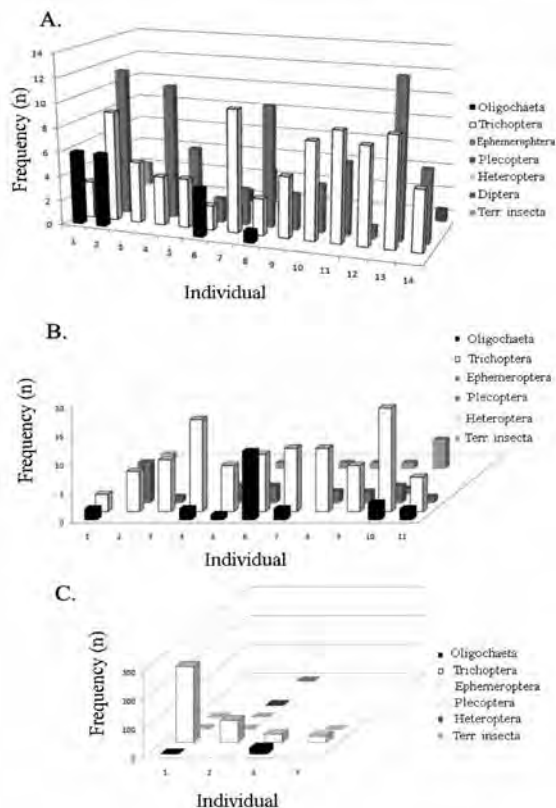 A.
Frequency (n)
14
12
10
8
6
4
2
0
1 2 3 4 5 6 7 8 9 10 11 12 13 14
Individual
Oligochaeta
Trichoptera
Ephemerophtera
Plecoptera
Heteroptera
Diptera
Terr. insecta
B.
Frequency (n)
20
15
10
5
0
1 2 3 4 5 6 7 8 9 10 11
Individual
Oligochaeta
Trichoptera
Ephemeroptera
Plecoptera
Heteroptera
Terr. insecta
C.
Frequency (n)
300
200
100
0
1 2
Individual
Oligochaeta
Trichoptera
Ephemeroptera
Plecoptera
Heteroptera
Terr. insecta